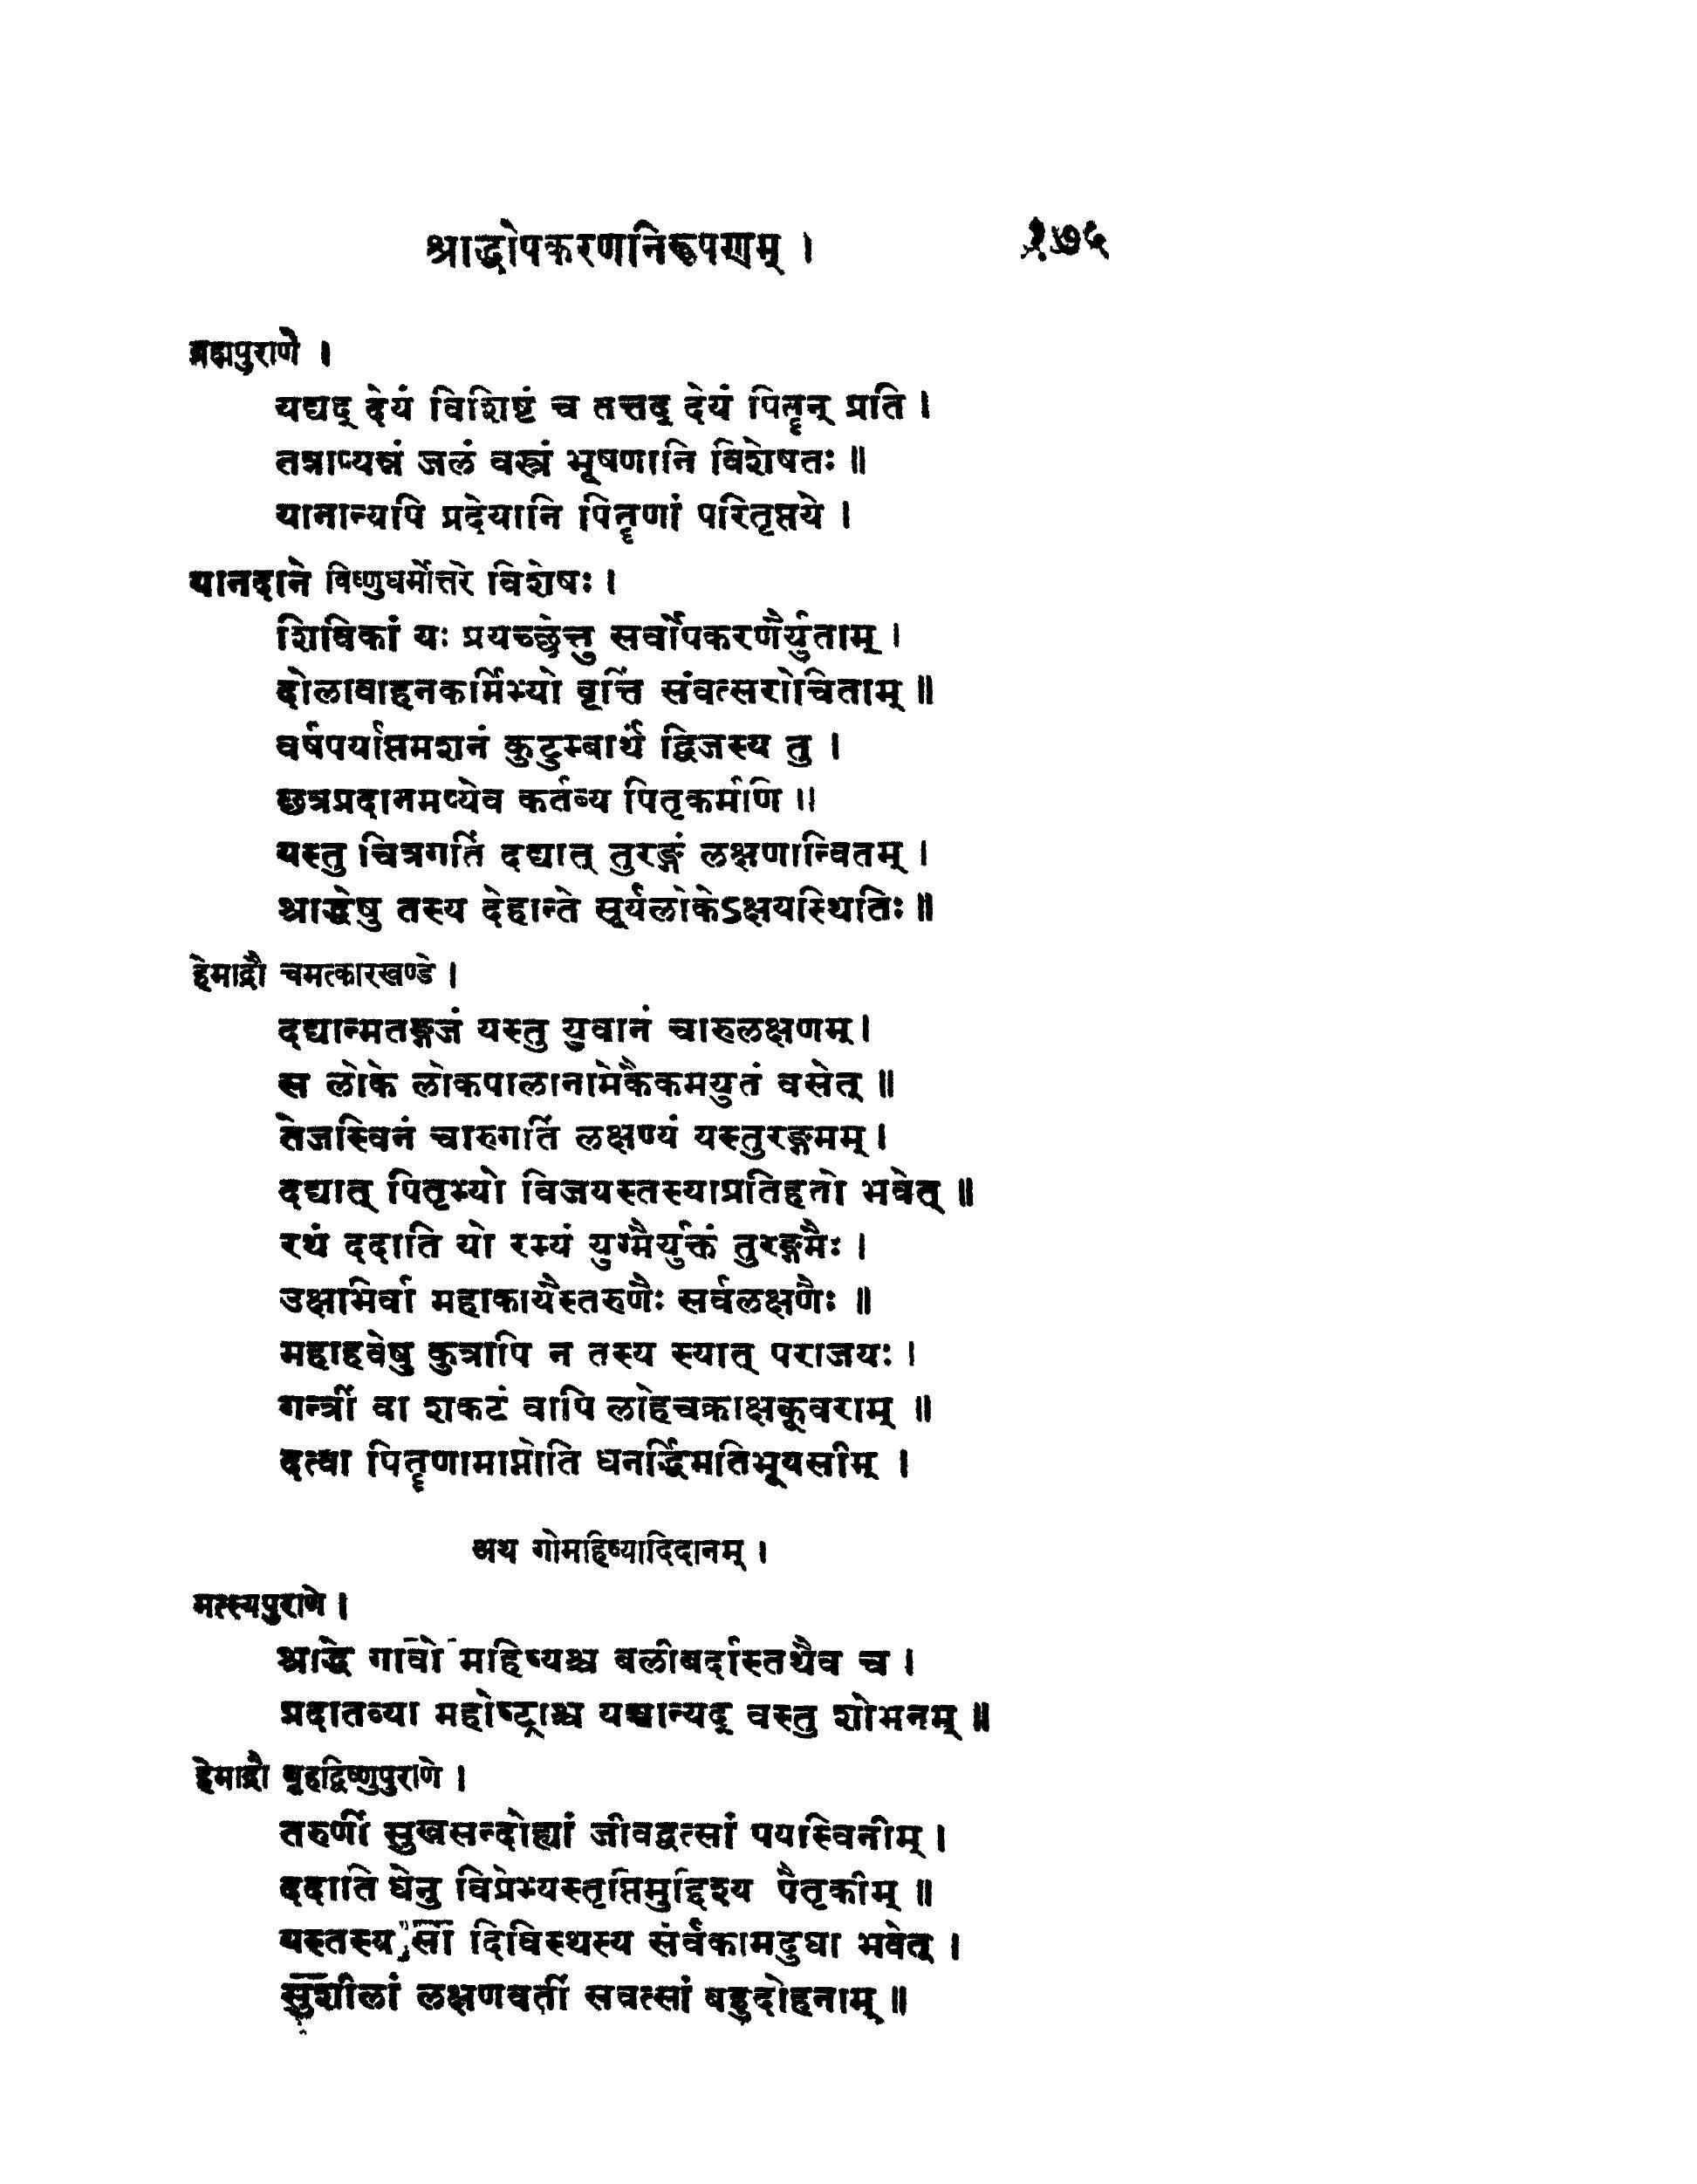 श्राद्धोपकरणनिरूपणम् । १७५
ब्रह्मपुराणे ।
यद्यद् देयं विशिष्टं च तत्तद् देयं पितॄन् प्रति ।
तत्राप्यन्नं जलं वस्त्रं भूषणानि विशेषतः ॥
यानान्यपि प्रदेयानि पितॄणां परितृप्तये ।
यानदाने विष्णुधर्मोत्तरे विशेषः ।
शिविकां यः प्रयच्छेत्तु सर्वोपकरणैर्युताम् ।
दोलावाहनकर्मिभ्यो वृत्तिं संवत्सरोचिताम् ॥
वर्षपर्याप्तमशनं कुटुम्बार्थे द्विजस्य तु ।
छत्रप्रदानमप्येव कर्तव्य पितृकर्मणि ॥
यस्तु चित्रगतिं दद्यात् तुरङ्गं लक्षणान्वितम् ।
श्राद्धेषु तस्य देहान्ते सूर्यलोकेऽक्षयस्थितिः ॥
हेमाद्रौ चमत्कारखण्डे ।
दद्यान्मतङ्गजं यस्तु युवानं चारुलक्षणम् ।
स लोके लोकपालानामेकैकमयुतं वसेत् ॥
तेजस्विनं चारुगतिं लक्षण्यं यस्तुरङ्गमम् ।
दद्यात् पितृभ्यो विजयस्तस्याप्रतिहतो भवेत् ॥
रथं ददाति यो रम्यं युग्मैर्युक्तं तुरङ्गमैः ।
उक्षभिर्वा महाकायैस्तरुणैः सर्वलक्षणैः ॥
महाहवेषु कुत्रापि न तस्य स्यात् पराजयः ।
गन्त्रीं वा शकटं वापि लोहचक्राक्षकूवराम् ॥
दत्वा पितॄणामाप्नोति धनर्द्धिमतिभूयसीम् ।
अथ गोमहिष्यादिदानम् ।
मत्स्यपुराणे ।
श्राद्धे गावो महिष्यश्च बलीबर्दास्तथैव च ।
प्रदातव्या महोष्ट्राश्च यच्चान्यद् वस्तु शोभनम् ॥
हेमाद्रौ बृहद्विष्णुपुराणे ।
तरुणीं सुखसन्दोह्यां जीवद्वत्सां पयस्विनीम् ।
ददाति धेनु विप्रेभ्यस्तृप्तिमुद्दिश्य पैतृकीम् ॥
यस्तस्य सा दिविस्थस्य सर्वकामदुघा भवेत् ।
सुशीलां लक्षणवतीं सवत्सां बहुदोहनाम् ॥